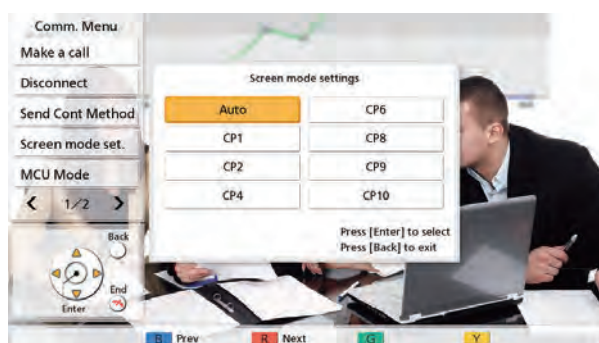 Comm. Menu
Make a call
Disconnect
Send Cont Method
Screen mode set.
MCU Mode
1/2
Back
End
Enter
Screen mode settings
Auto
CP6
CP1
CP8
CP2
CP9
CP4
CP10
Press [Enter] to select
Press [Back] to exit
B Prev
R Next
G
Y